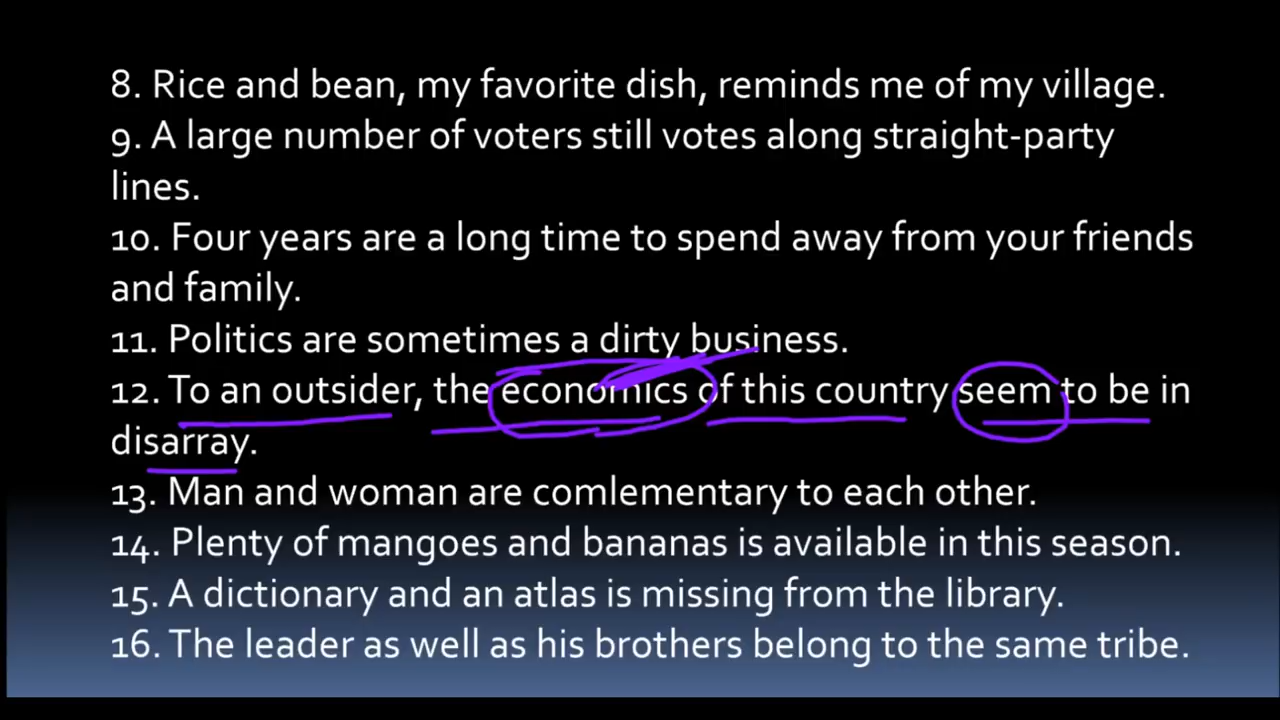 8. Rice and bean, my favorite dish, reminds me of my village.
9. A large number of voters still votes along straight-party
lines.
10. Four years are a long time to spend away from your friends
and family.
11. Politics are sometimes a dirty business.
12. To an outsider, the economics of this country seem to be in
disarray.
13. Man and woman are comlementary to each other.
14. Plenty of mangoes and bananas is available in this season.
15. A dictionary and an atlas is missing from the library.
16. The leader as well as his brothers belong to the same tribe.